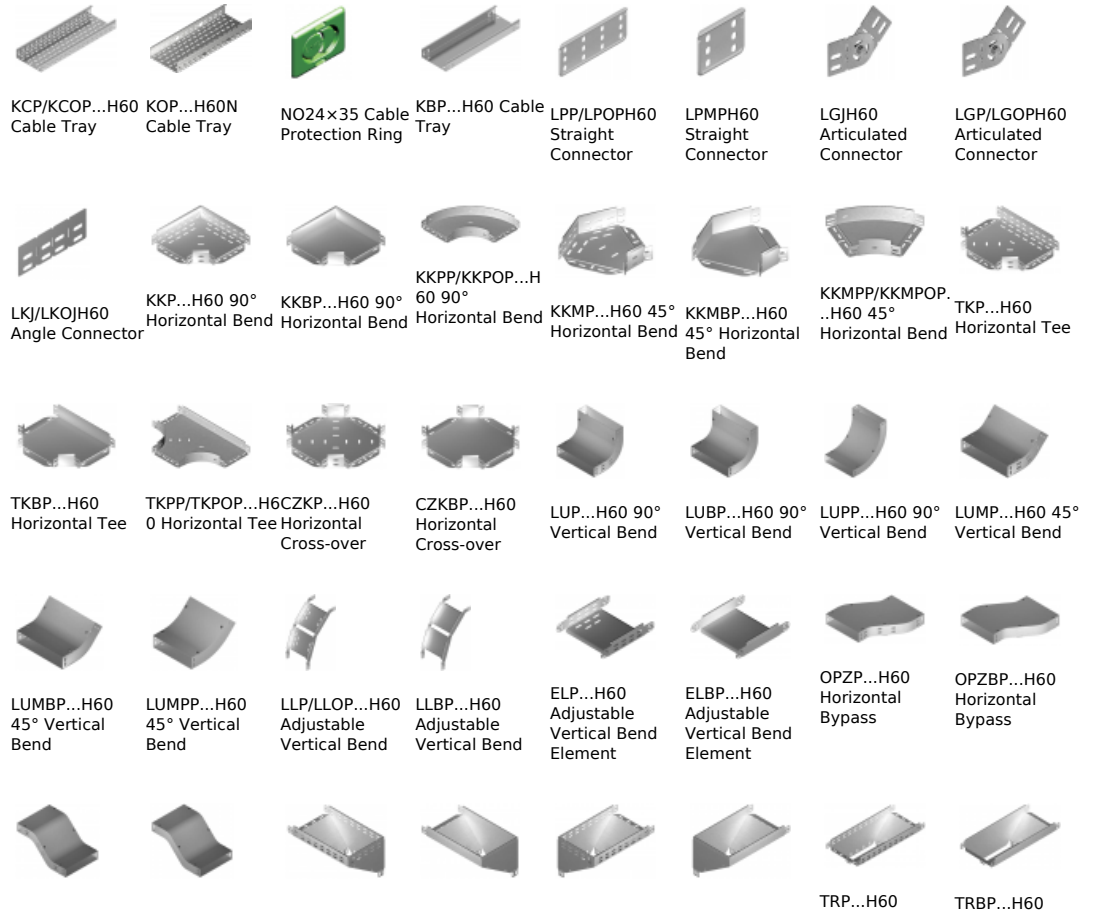 KCP/KCOP...H60
Cable Tray
KOP...H60N
Cable Tray
NO24×35 Cable
Protection Ring
KBP...H60 Cable
Tray
LPP/LPOPH60
Straight
Connector
LPMPH60
Straight
Connector
LGJH60
Articulated
Connector
LGP/LGOPH60
Articulated
Connector
LKJ/LKOJH60
Angle Connector
KKP...H60 90°
Horizontal Bend
KKBP...H60 90°
Horizontal Bend
KKPP/KKPOP...H
60 90°
Horizontal Bend
KKMP...H60 45°
Horizontal Bend
KKMBP...H60
45° Horizontal
Bend
KKMPP/KKMPOP.
..H60 45°
Horizontal Bend
TKP...H60
Horizontal Tee
TKBP...H60
Horizontal Tee
TKPP/TKPOP...H6
0 Horizontal Tee
CZKP...H60
Horizontal
Cross-over
CZKBP...H60
Horizontal
Cross-over
LUP...H60 90°
Vertical Bend
LUBP...H60 90°
Vertical Bend
LUPP...H60 90°
Vertical Bend
LUMP...H60 45°
Vertical Bend
LUMBP...H60
45° Vertical
Bend
LUMPP...H60
45° Vertical
Bend
LLP/LLOP...H60
Adjustable
Vertical Bend
LLBP...H60
Adjustable
Vertical Bend
ELP...H60
Adjustable
Vertical Bend
Element
ELBP...H60
Adjustable
Vertical Bend
Element
OPZP...H60
Horizontal
Bypass
OPZBP...H60
Horizontal
Bypass
TRP...H60
TRBP...H60